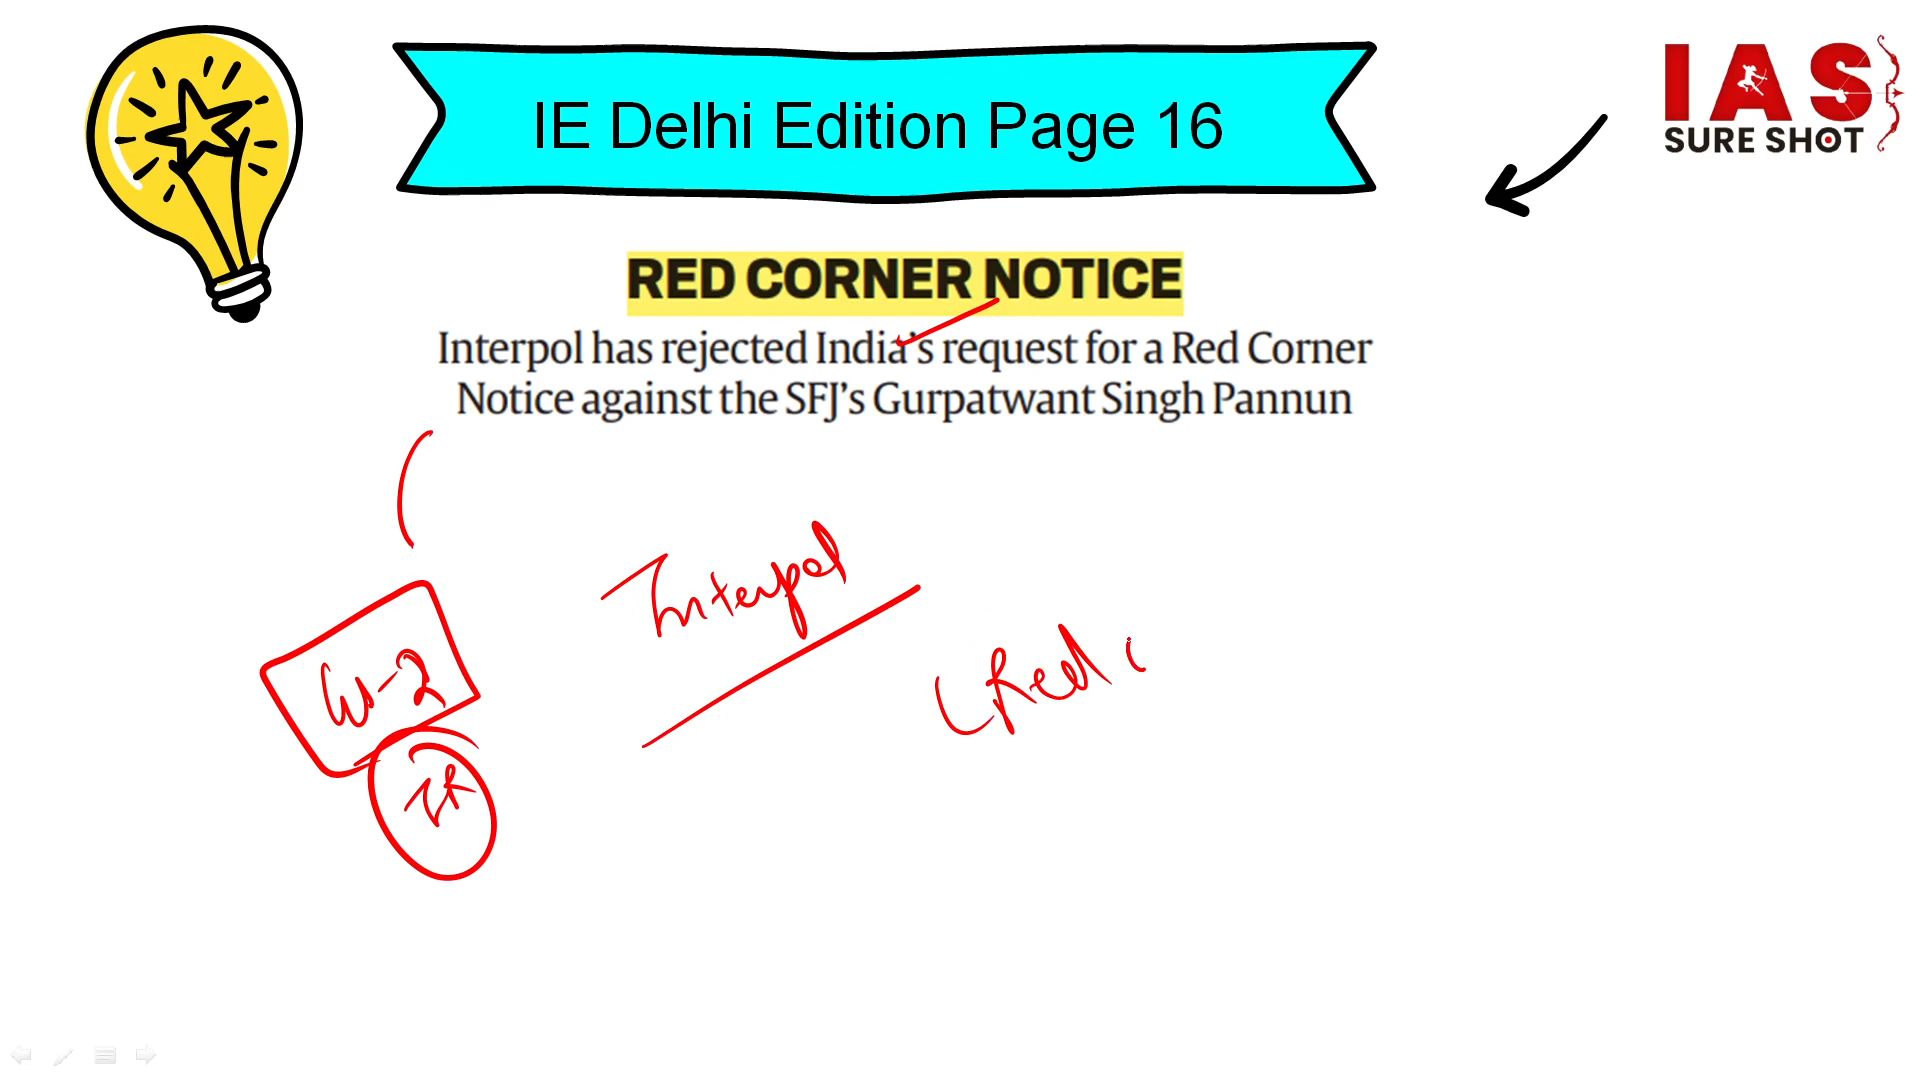 IE Delhi Edition Page 16
IAS
SURE SHOT
RED CORNER NOTICE
Interpol has rejected India's request for a Red Corner
Notice against the SFJ's Gurpatwant Singh Pannun
Interpol
GS-2
Red
IR